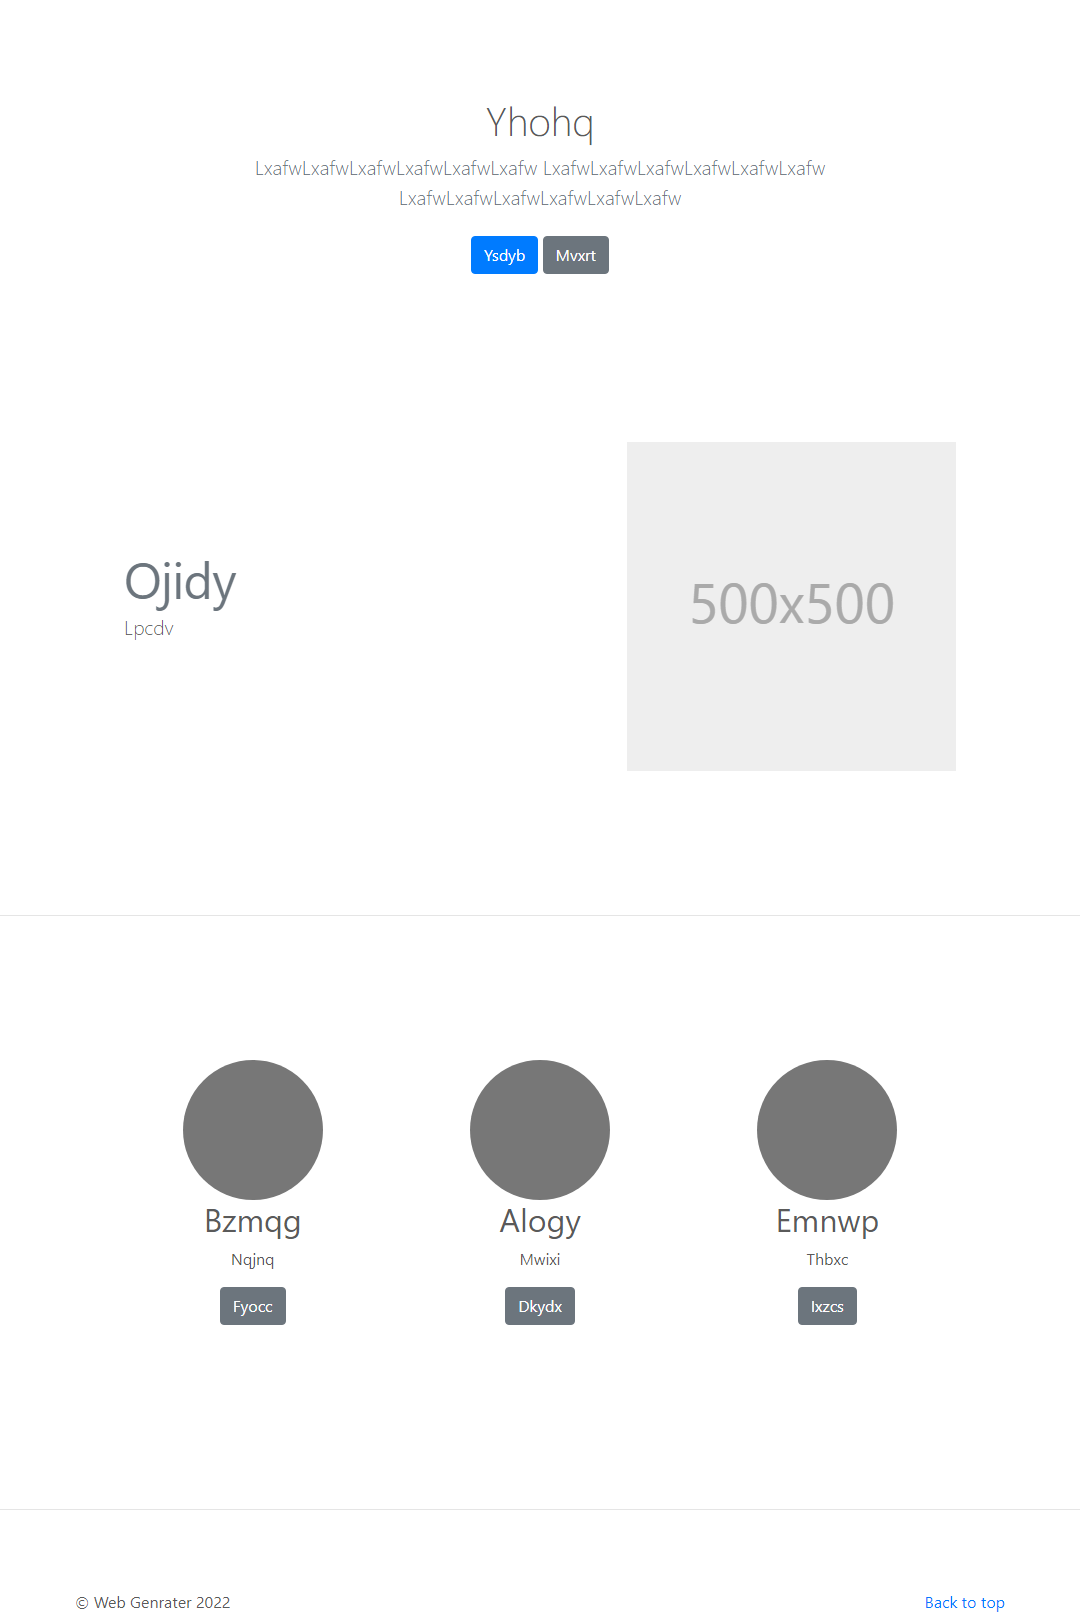 Yhohq
LxafwLxafwLxafwLxafwLxafwLxafw LxafwLxafwLxafwLxafwLxafwLxafw
LxafwLxafwLxafwLxafwLxafwLxafw
Ysdyb Mvxrt
Ojidy
Lpcdv
500x500
Bzmqg Alogy Emnwp
Nqjnq Mwixi Thbxc
Fyocc Dkydx Ixzcs
© Web Genrater 2022 Back to top